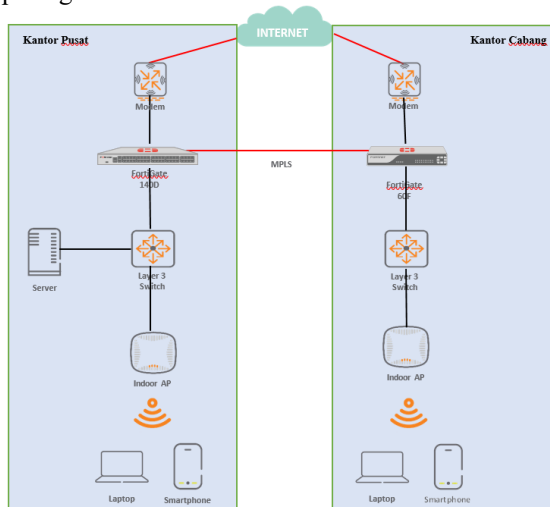 INTERNET
Kantor Pusat
Modem
FortiGate
140D
Server
Layer 3
Switch
Indoor AP
Laptop
Smartphone
MPLS
Kantor Cabang
Modem
FortiGate
60F
Layer 3
Switch
Indoor AP
Laptop
Smartphone